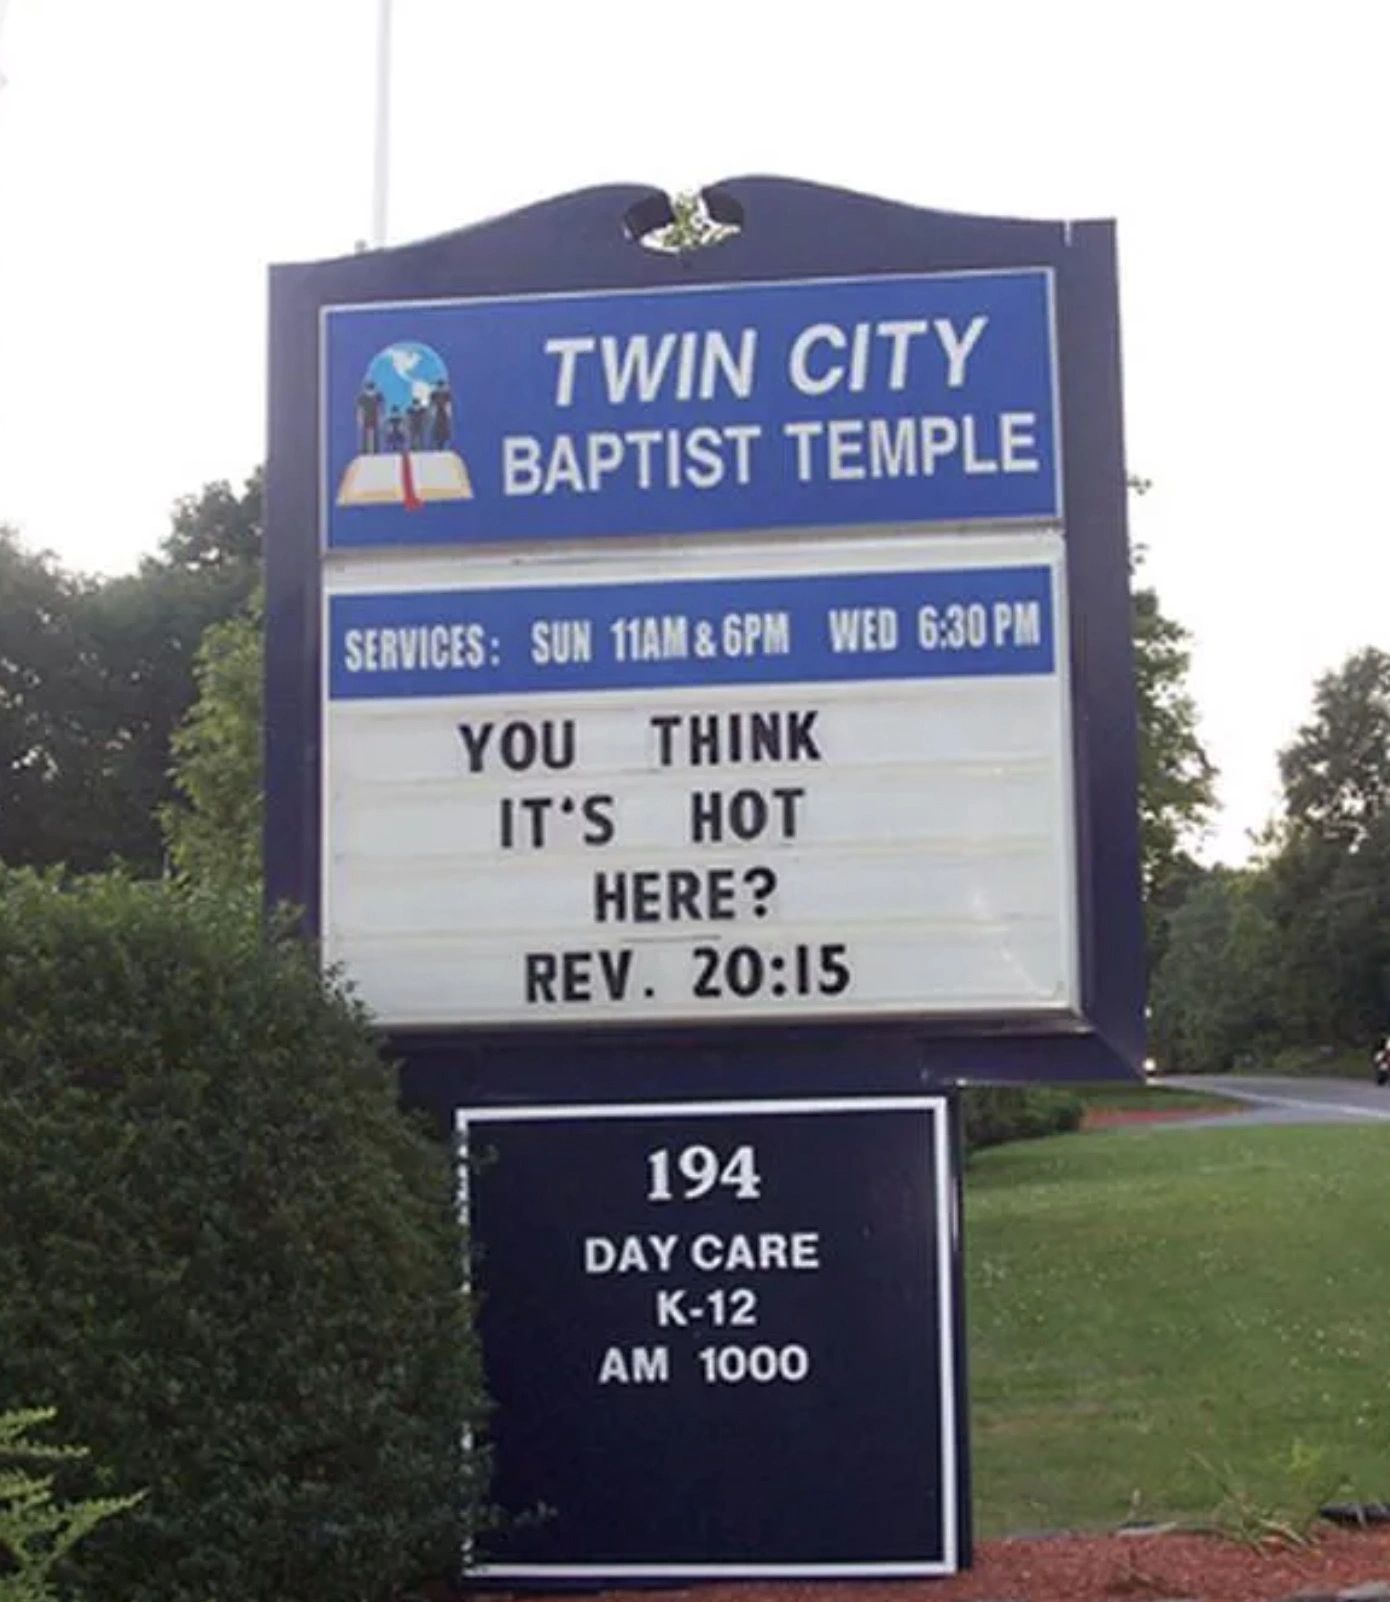 TWIN CITY
BAPTIST TEMPLE
SERVICES: SUN 11AM & 6PM WED 6:30 PM
YOU THINK
IT'S HOT
HERE?
REV. 20:15
194
DAY CARE
K-12
AM 1000